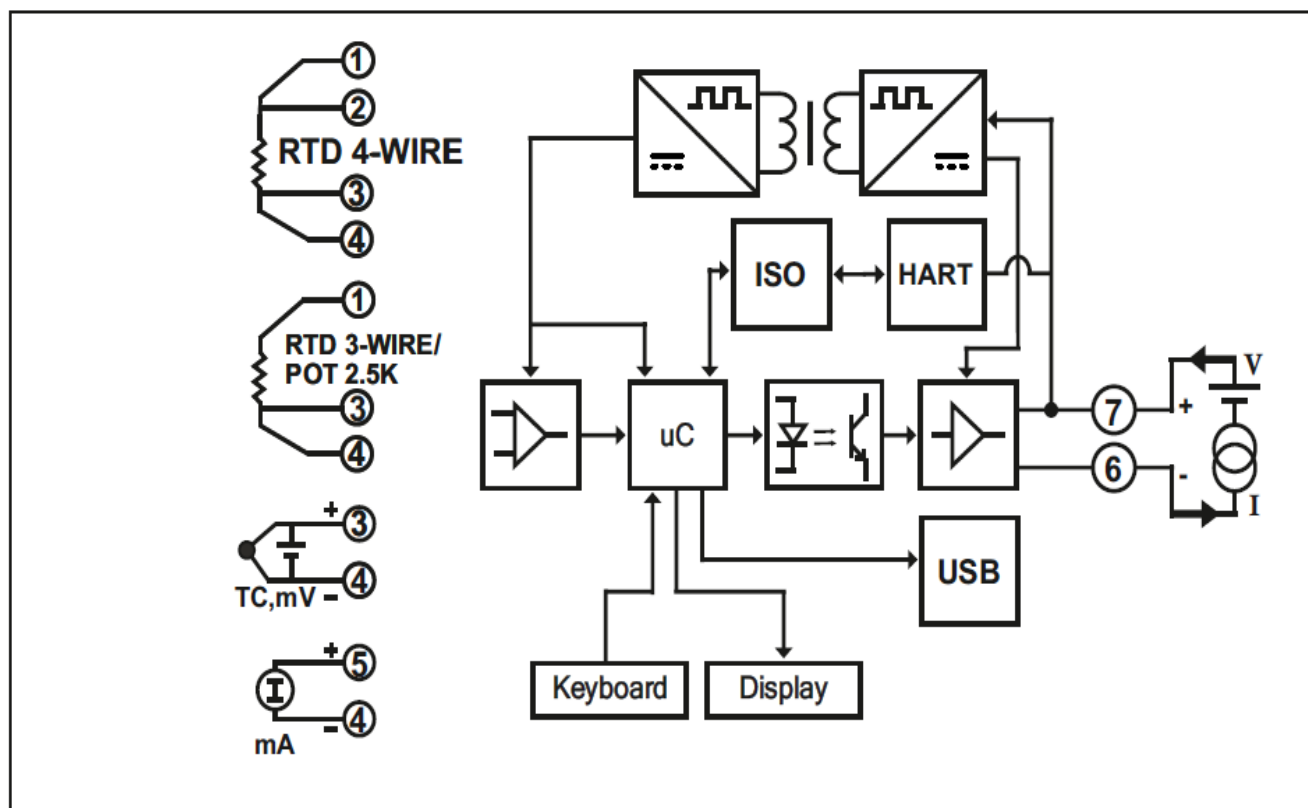 1
2
RTD 4-WIRE
3
4
1
RTD 3-WIRE/
POT 2.5K
3
4
+
3
4
TC,mV -
+
5
I
4
-
mA
ISO
HART
uC
7
+
V
6
-
I
USB
Keyboard
Display